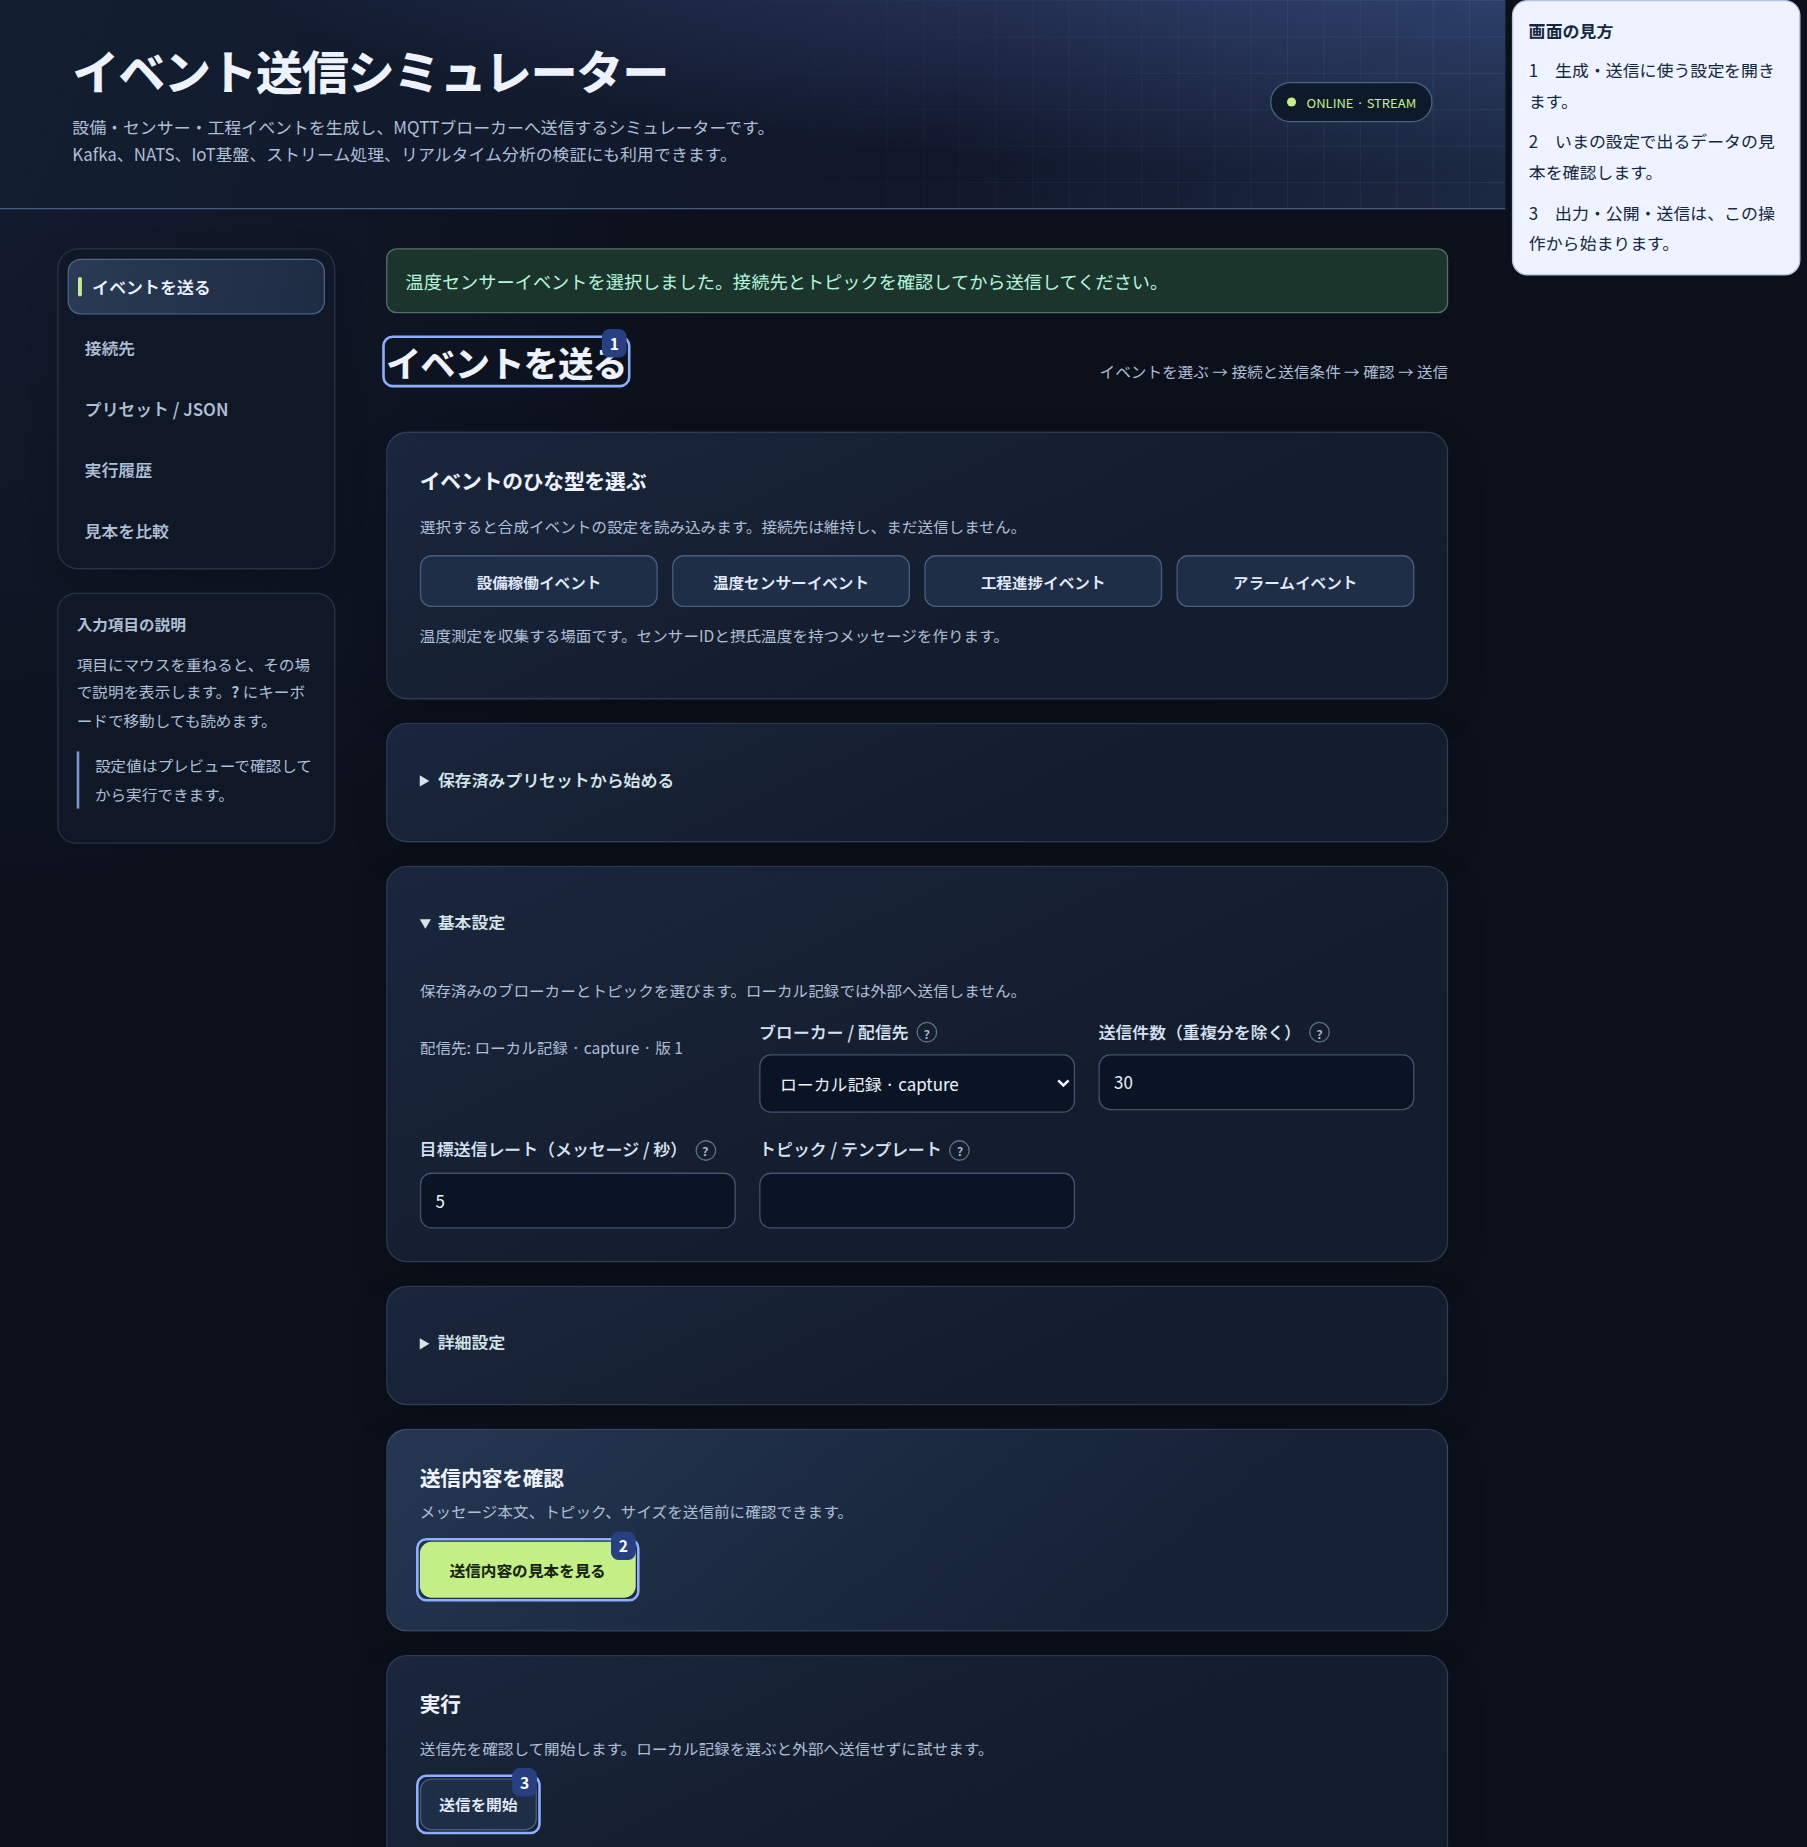 イベント送信シミュレーター
設備・センサー・工程イベントを生成し、MQTTブローカーへ送信するシミュレーターです。
Kafka、NATS、IoT基盤、ストリーム処理、リアルタイム分析の検証にも利用できます。
ONLINE · STREAM
画面の見方
1 生成・送信に使う設定を開き
ます。
2 いまの設定で出るデータの見
本を確認します。
3 出力・公開・送信は、この操
作から始まります。
イベントを送る
接続先
プリセット / JSON
実行履歴
見本を比較
入力項目の説明
項目にマウスを重ねると、その場
で説明を表示します。? にキーボ
ードで移動しても読めます。
設定値はプレビューで確認して
から実行できます。
温度センサーイベントを選択しました。接続先とトピックを確認してから送信してください。
イベントを送る
1
イベントを選ぶ → 接続と送信条件 → 確認 → 送信
イベントのひな型を選ぶ
選択すると合成イベントの設定を読み込みます。接続先は維持し、まだ送信しません。
設備稼働イベント
温度センサーイベント
工程進捗イベント
アラームイベント
温度測定を収集する場面です。センサーIDと摂氏温度を持つメッセージを作ります。
▶ 保存済みプリセットから始める
▼ 基本設定
保存済みのブローカーとトピックを選びます。ローカル記録では外部へ送信しません。
配信先: ローカル記録 · capture · 版 1
ブローカー / 配信先 ?
ローカル記録 · capture
送信件数（重複分を除く） ?
30
目標送信レート（メッセージ / 秒） ?
5
トピック / テンプレート ?
▶ 詳細設定
送信内容を確認
メッセージ本文、トピック、サイズを送信前に確認できます。
送信内容の見本を見る
2
実行
送信先を確認して開始します。ローカル記録を選ぶと外部へ送信せずに試せます。
送信を開始
3